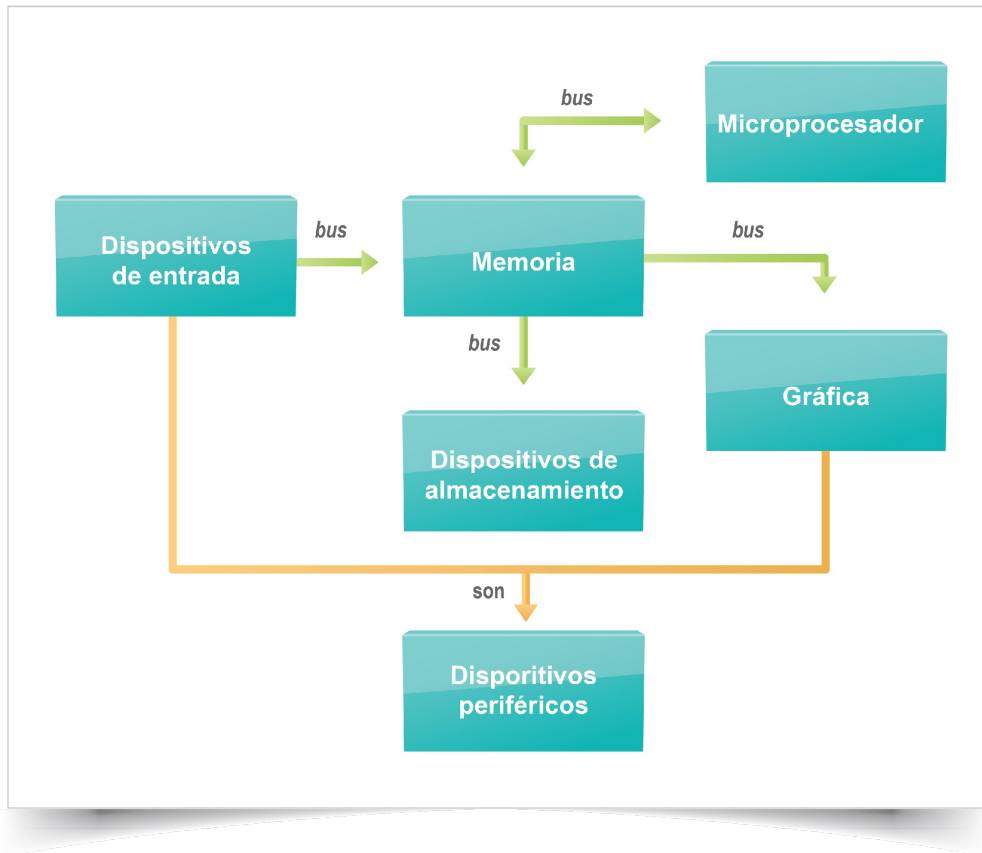 bus
Microprocesador
Dispositivos
de entrada
bus
Memoria
bus
bus
Gráfica
Dispositivos de
almacenamiento
son
Disporitivos
periféricos